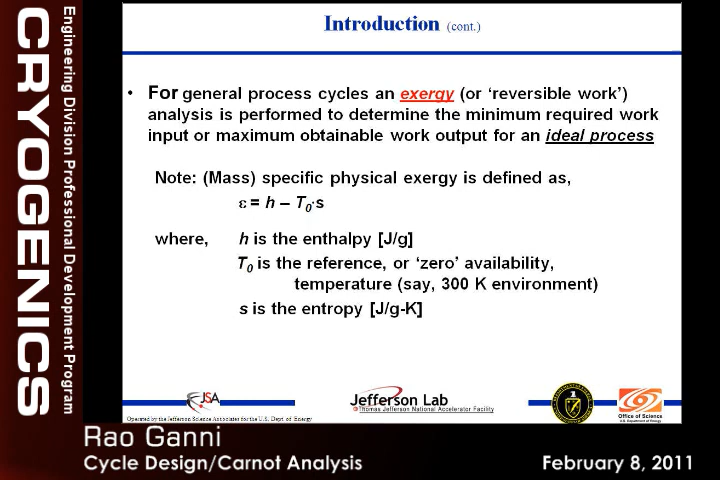 Engineering Division Professional Development Program
CRYOGENICS
Introduction (cont.)
• For general process cycles an exergy (or ‘reversible work’)
analysis is performed to determine the minimum required work
input or maximum obtainable work output for an ideal process
Note: (Mass) specific physical exergy is defined as,
ε = h – T0·s
where, h is the enthalpy [J/g]
T0 is the reference, or ‘zero’ availability,
temperature (say, 300 K environment)
s is the entropy [J/g-K]
JSA
Jefferson Lab
Thomas Jefferson National Accelerator Facility
Office of Science
U.S. Department of Energy
Operated by the Jefferson Science Associates for the U.S. Dept. of Energy
Rao Ganni
Cycle Design/Carnot Analysis
February 8, 2011